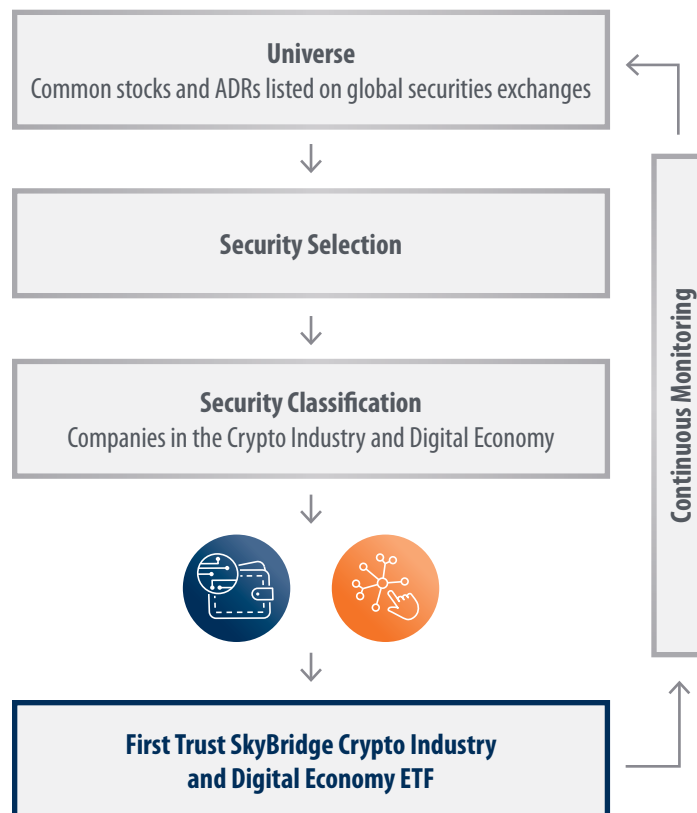 Universe
Common stocks and ADRs listed on global securities exchanges
Security Selection
Security Classification
Companies in the Crypto Industry and Digital Economy
First Trust SkyBridge Crypto Industry
and Digital Economy ETF
Continuous Monitoring